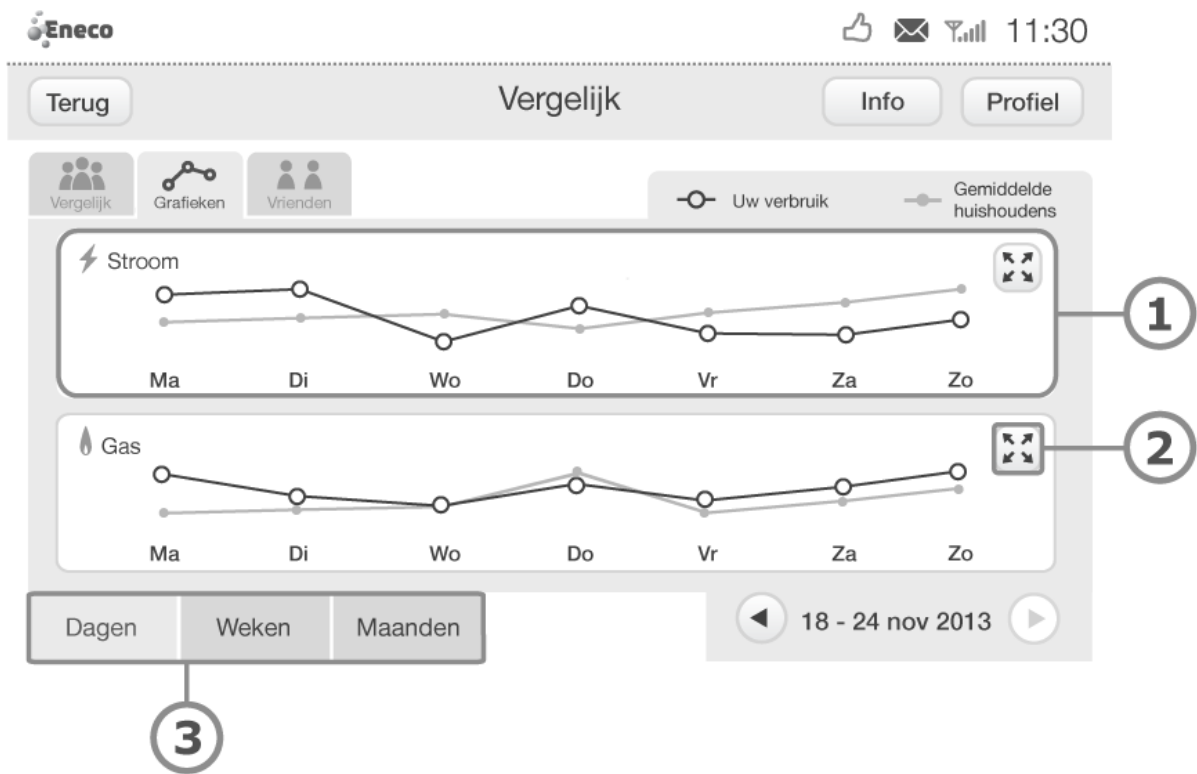 Eneco
11:30
Terug
Vergelijk
Info
Profiel
Vergelijk
Grafieken
Vrienden
Uw verbruik
Gemiddelde
huishoudens
Stroom
Ma Di Wo Do Vr Za Zo
1
Gas
2
Ma Di Wo Do Vr Za Zo
Dagen Weken Maanden
18 - 24 nov 2013
3